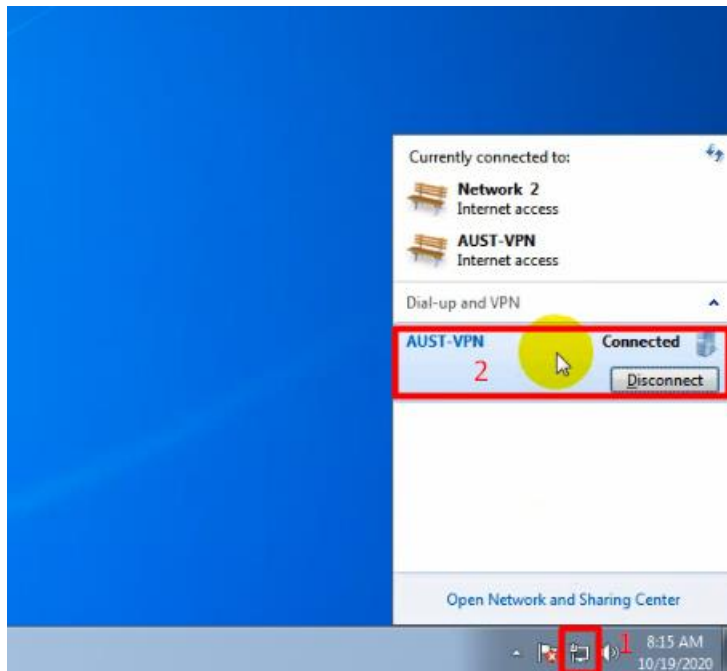 Currently connected to:
Network 2
Internet access
AUST-VPN
Internet access
Dial-up and VPN
AUST-VPN
Connected
2
Disconnect
Open Network and Sharing Center
1
8:15 AM
10/19/2020